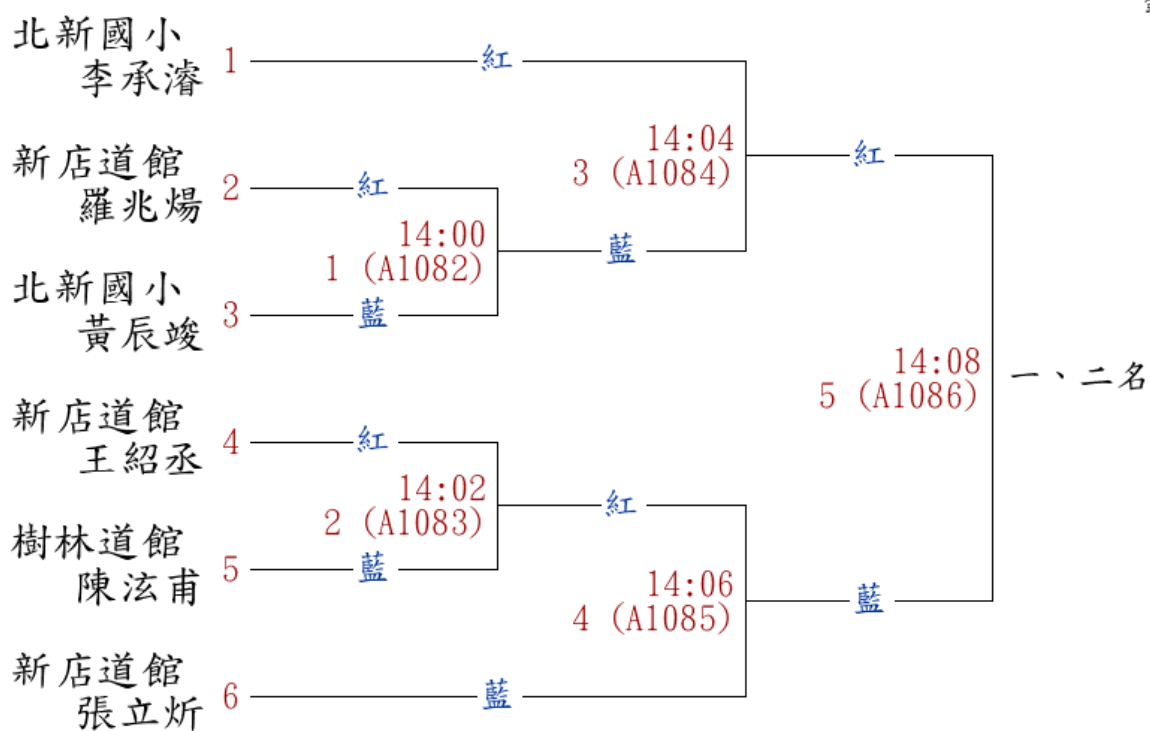 北新國小
李承濬
1
紅
14:04
3 (A1084)
紅
新店道館
羅兆煬
2
紅
14:00
1 (A1082)
藍
北新國小
黃辰竣
3
藍
14:08
5 (A1086)
一、二名
新店道館
王紹丞
4
紅
14:02
2 (A1083)
紅
樹林道館
陳泫甫
5
藍
14:06
4 (A1085)
藍
新店道館
張立炘
6
藍